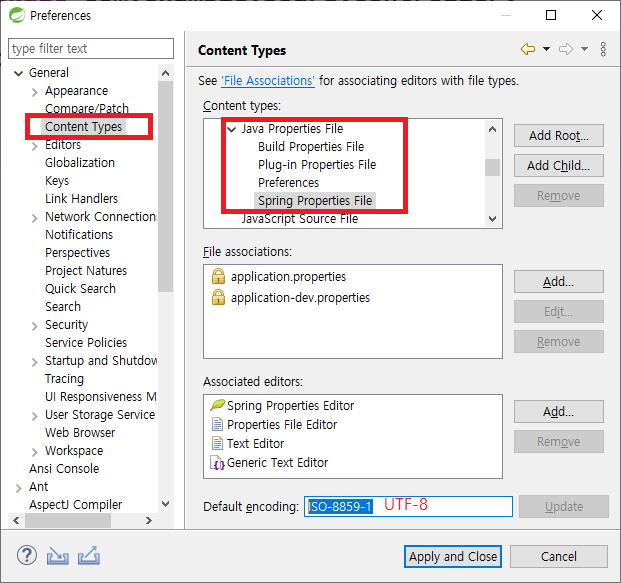 Preferences
type filter text
General
Appearance
Compare/Patch
Content Types
Editors
Globalization
Keys
Link Handlers
Network Connection
Notifications
Perspectives
Project Natures
Quick Search
Search
Security
Service Policies
Startup and Shutdow
Tracing
UI Responsiveness M
User Storage Service
Web Browser
Workspace
Ansi Console
Ant
AspectJ Compiler
Content Types
See 'File Associations' for associating editors with file types.
Content types:
Java Properties File
Build Properties File
Plug-in Properties File
Preferences
Spring Properties File
JavaScript Source File
Add Root...
Add Child...
Remove
File associations:
application.properties
application-dev.properties
Add...
Edit...
Remove
Associated editors:
Spring Properties Editor
Properties File Editor
Text Editor
Generic Text Editor
Add...
Remove
Default encoding: ISO-8859-1 UTF-8 Update
Apply and Close Cancel